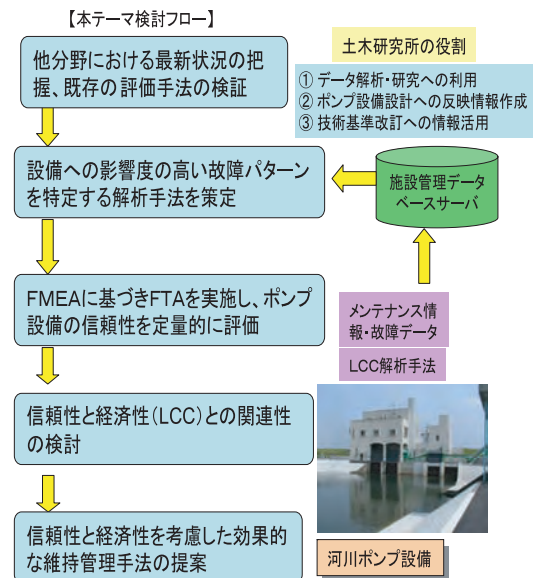 【本テーマ検討フロー】
他分野における最新状況の把
握、既存の評価手法の検証
土木研究所の役割
① データ解析・研究への利用
② ポンプ設備設計への反映情報作成
③ 技術基準改訂への情報活用
設備への影響度の高い故障パターン
を特定する解析手法を策定
施設管理データ
ベースサーバ
FMEAに基づきFTAを実施し、ポンプ
設備の信頼性を定量的に評価
メンテナンス情
報・故障データ
LCC解析手法
信頼性と経済性（LCC）との関連性
の検討
信頼性と経済性を考慮した効果的
な維持管理手法の提案
河川ポンプ設備